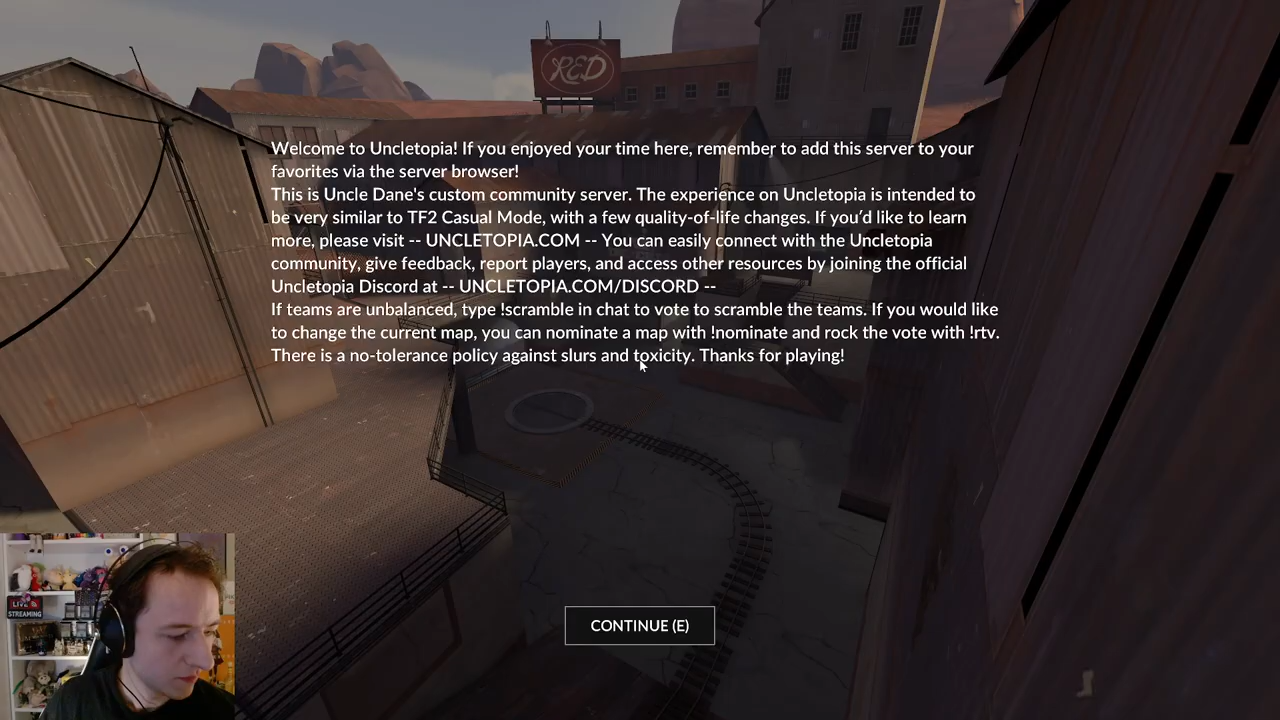 RED
Welcome to Uncletopia! If you enjoyed your time here, remember to add this server to your
favorites via the server browser!
This is Uncle Dane's custom community server. The experience on Uncletopia is intended to
be very similar to TF2 Casual Mode, with a few quality-of-life changes. If you'd like to learn
more, please visit -- UNCLETOPIA.COM -- You can easily connect with the Uncletopia
community, give feedback, report players, and access other resources by joining the official
Uncletopia Discord at -- UNCLETOPIA.COM/DISCORD --
If teams are unbalanced, type !scramble in chat to vote to scramble the teams. If you would like
to change the current map, you can nominate a map with !nominate and rock the vote with !rtv.
There is a no-tolerance policy against slurs and toxicity. Thanks for playing!
LIVE
STREAMING
CONTINUE (E)